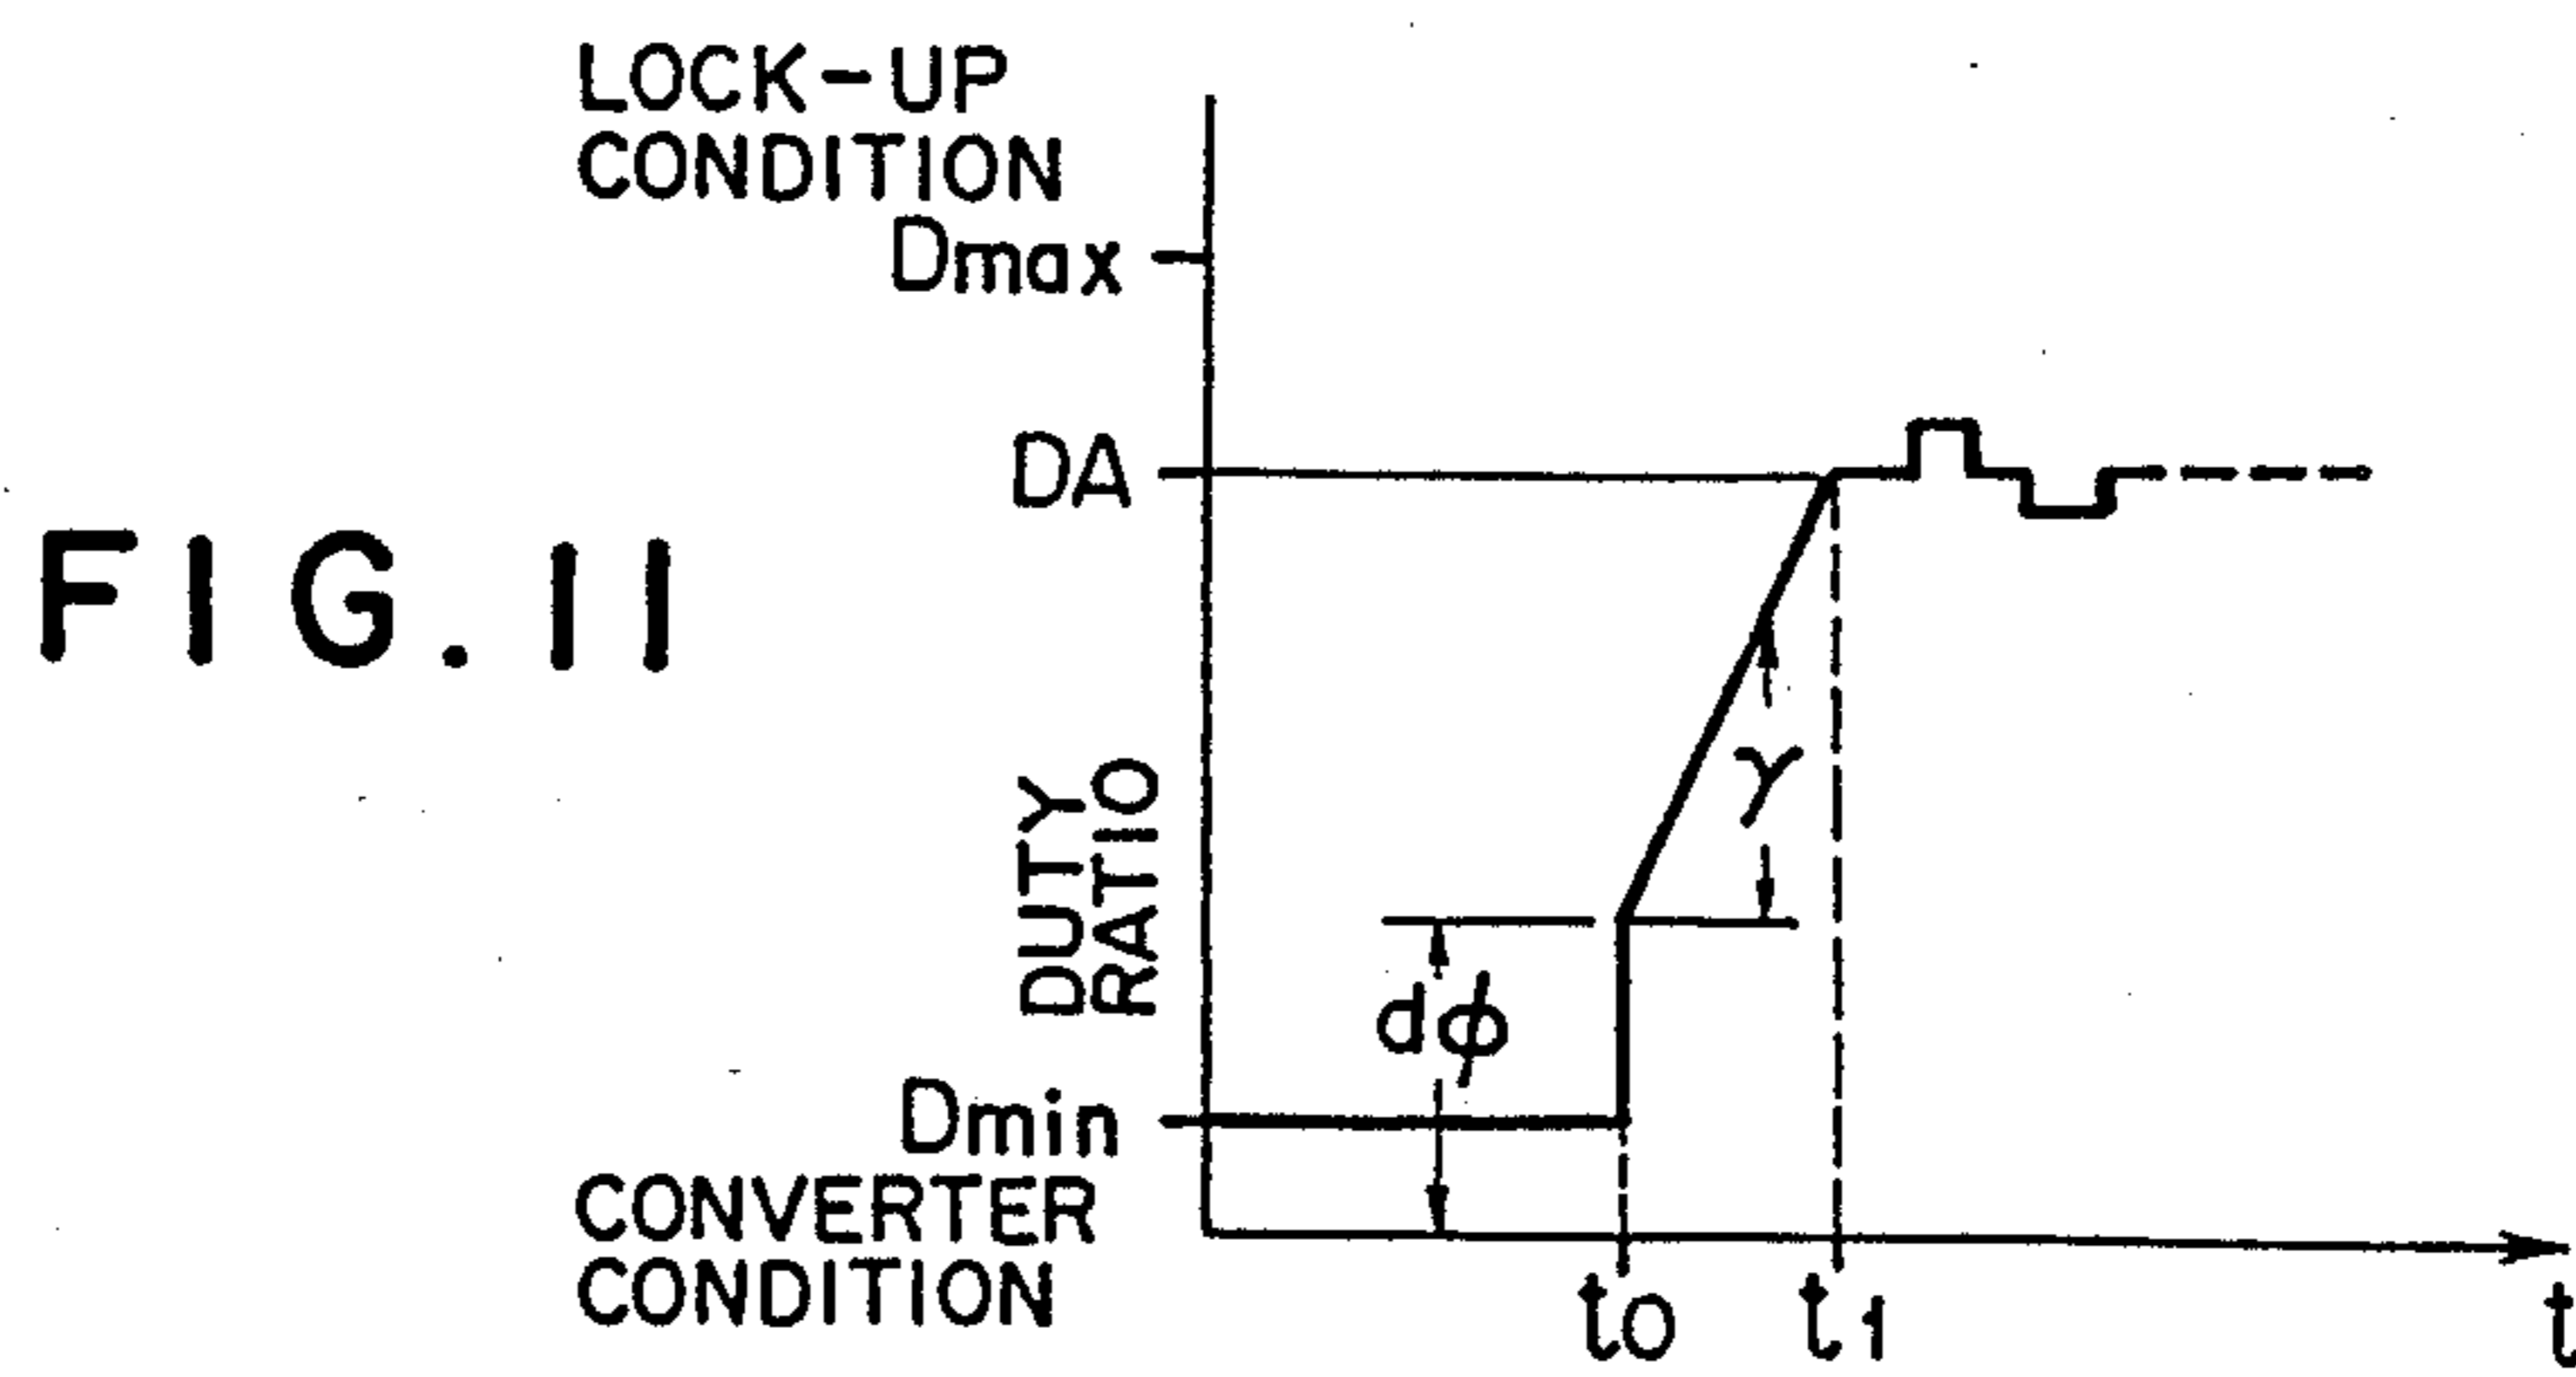 LOCK-UP
CONDITION
Dmax
DA
FIG. 11
DUTY
RATIO
γ
dϕ
Dmin
CONVERTER
CONDITION
t0
t1
t